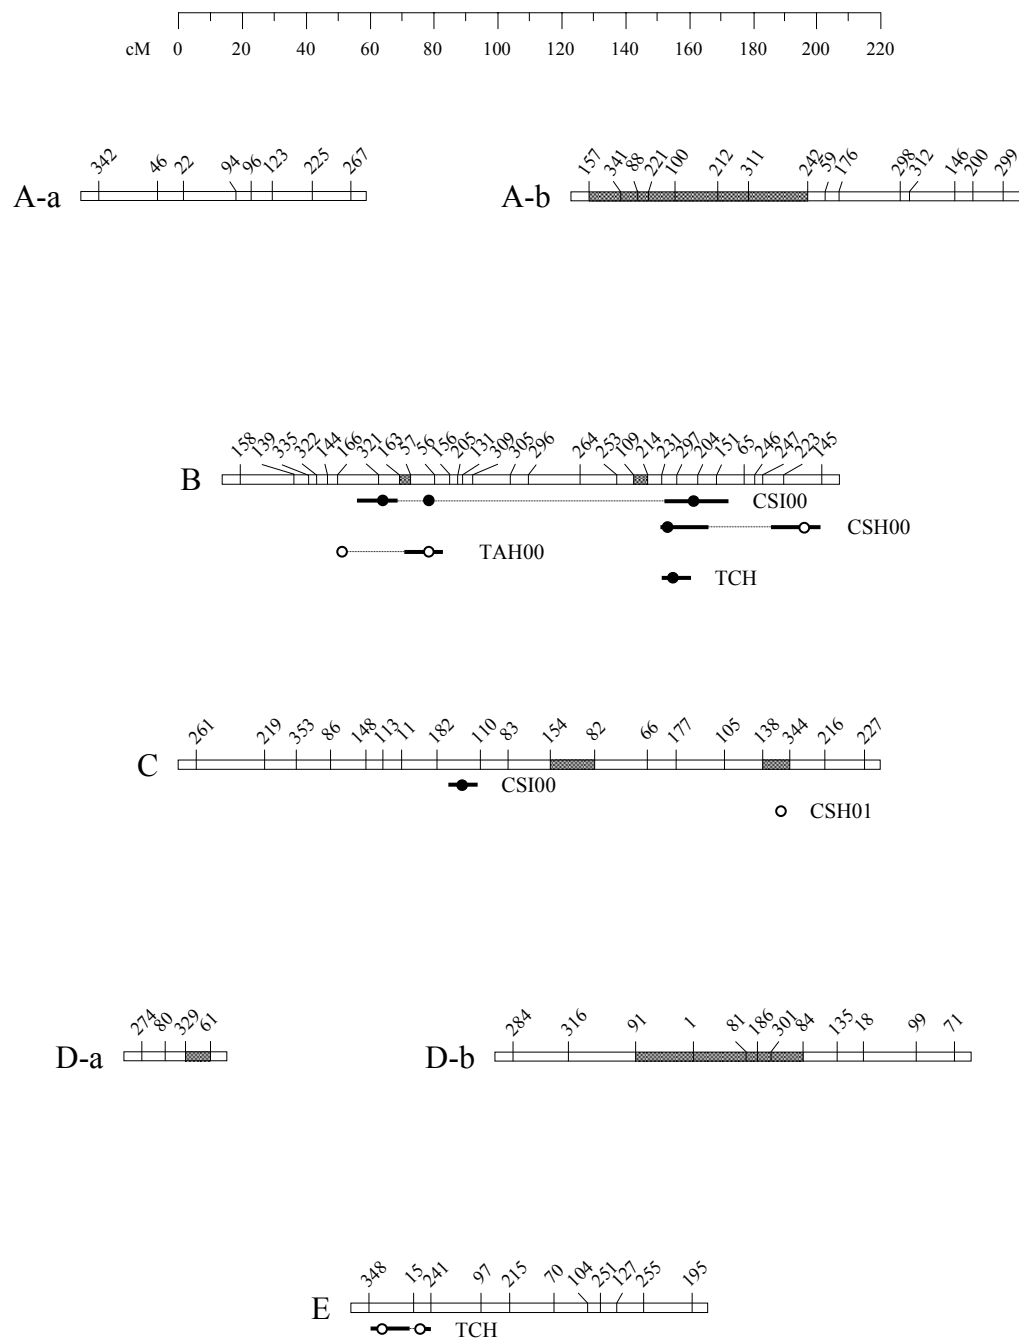 cM 0 20 40 60 80 100 120 140 160 180 200 220
342 46 22 94 96 123 225 267
A-a
157 341 88 221 100 212 311 242 59 176 298 312 146 200 299
A-b
158 139 335 322 144 166 321 163 57 56 156 205 131 309 305 296 264 253 109 214 231 297 204 151 65 246 247 223 145
B
CSI00
CSH00
TAH00
TCH
261 219 353 86 148 113 11 182 110 83 154 82 66 177 105 138 344 216 227
C
CSI00
CSH01
274 80 329 61
D-a
284 316 91 1 81 186 301 84 135 18 99 71
D-b
348 15 241 97 215 70 104 251 127 255 195
E
TCH